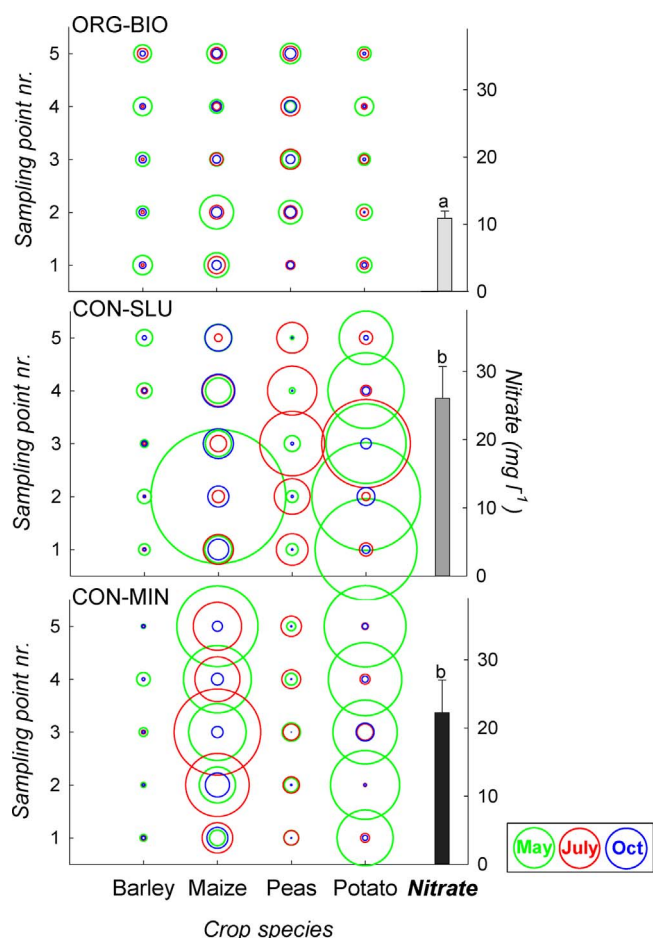 ORG-BIO
5
4
3
2
1
Sampling point nr.
30
20
10
0
a
CON-SLU
5
4
3
2
1
Sampling point nr.
30
20
10
0
b
Nitrate (mg l⁻¹)
CON-MIN
5
4
3
2
1
Sampling point nr.
30
20
10
0
b
May July Oct
Barley Maize Peas Potato Nitrate
Crop species